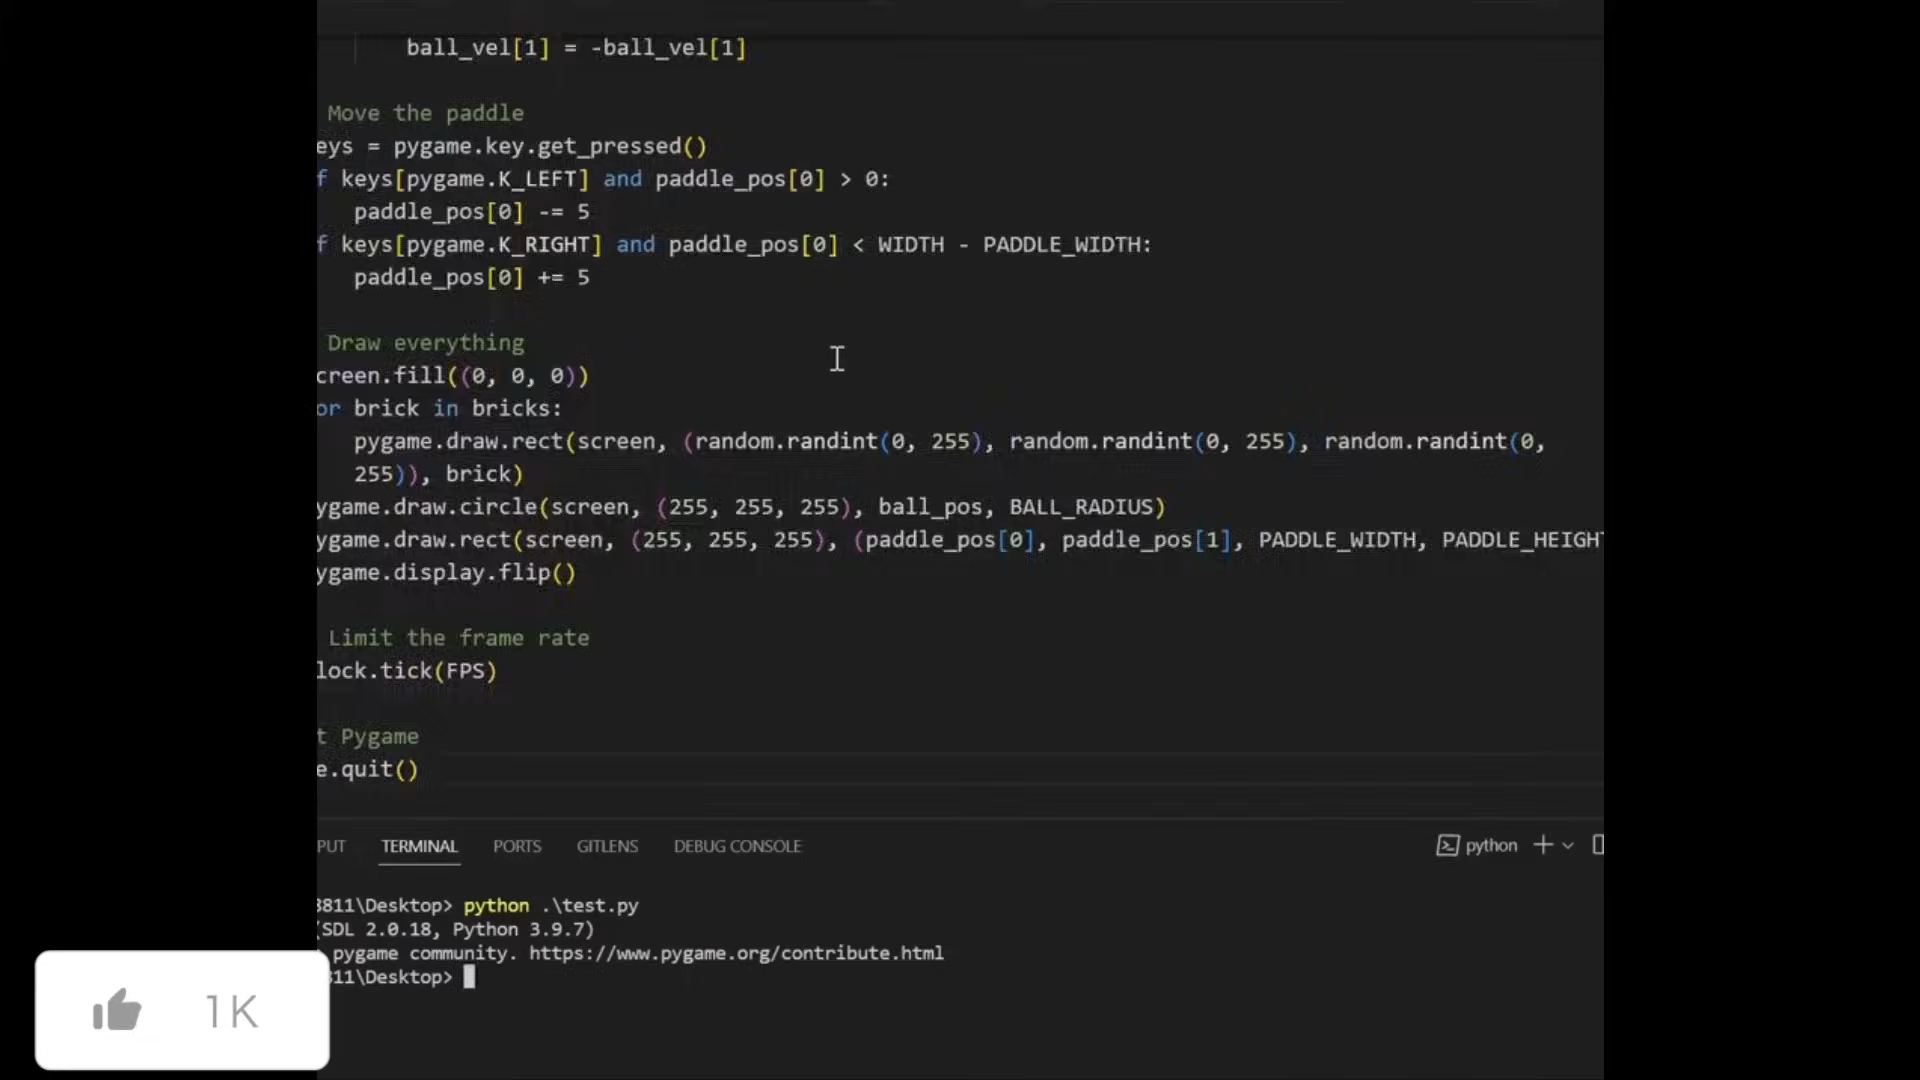 ball_vel[1] = -ball_vel[1]
Move the paddle
eys = pygame.key.get_pressed()
f keys[pygame.K_LEFT] and paddle_pos[0] > 0:
paddle_pos[0] -= 5
f keys[pygame.K_RIGHT] and paddle_pos[0] < WIDTH - PADDLE_WIDTH:
paddle_pos[0] += 5
Draw everything
creen.fill((0, 0, 0))
or brick in bricks:
pygame.draw.rect(screen, (random.randint(0, 255), random.randint(0, 255), random.randint(0,
255)), brick)
ygame.draw.circle(screen, (255, 255, 255), ball_pos, BALL_RADIUS)
ygame.draw.rect(screen, (255, 255, 255), (paddle_pos[0], paddle_pos[1], PADDLE_WIDTH, PADDLE_HEIGHT
ygame.display.flip()
Limit the frame rate
lock.tick(FPS)
t Pygame
e.quit()
PUT TERMINAL PORTS GITLENS DEBUG CONSOLE python
3811\Desktop> python .\test.py
(SDL 2.0.18, Python 3.9.7)
pygame community. https://www.pygame.org/contribute.html
811\Desktop>
1K